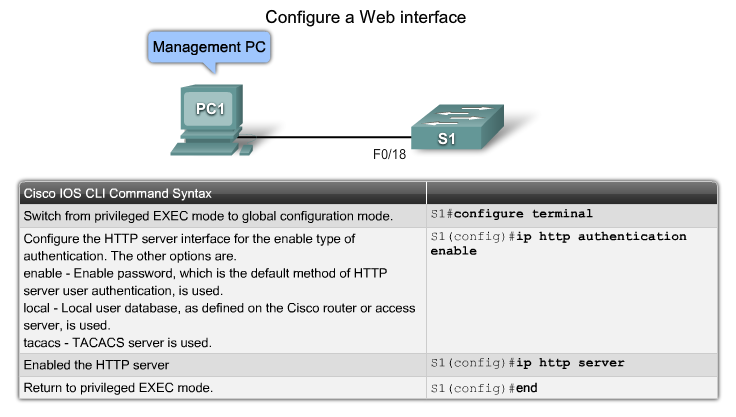 Configure a Web interface
Management PC
PC1
S1
F0/18
Cisco IOS CLI Command Syntax
Switch from privileged EXEC mode to global configuration mode.
S1#configure terminal
Configure the HTTP server interface for the enable type of
authentication. The other options are.
enable - Enable password, which is the default method of HTTP
server user authentication, is used.
local - Local user database, as defined on the Cisco router or access
server, is used.
tacacs - TACACS server is used.
S1(config)#ip http authentication
enable
Enabled the HTTP server
S1(config)#ip http server
Return to privileged EXEC mode.
S1(config)#end